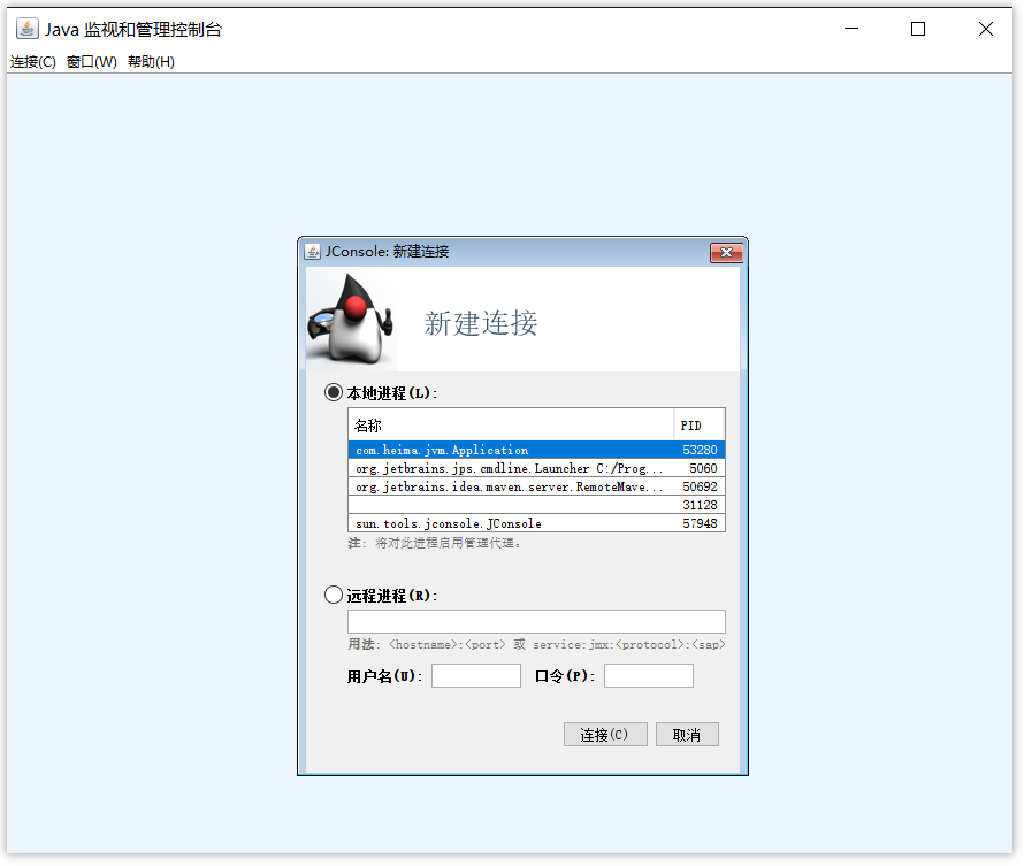 Java 监视和管理控制台
连接(C) 窗口(W) 帮助(H)
JConsole: 新建连接
新建连接
本地进程(L):
名称 PID
com.heima.jvm.Application 53280
org.jetbrains.jps.cmdline.Launcher C:/Prog... 5060
org.jetbrains.idea.maven.server.RemoteMave... 50692
31128
sun.tools.jconsole.JConsole 57948
注: 将对此进程启用管理代理。
远程进程(R):
用法: <hostname>:<port> 或 service:jmx:<protocol>:<sap>
用户名(U): 口令(P):
连接(C) 取消